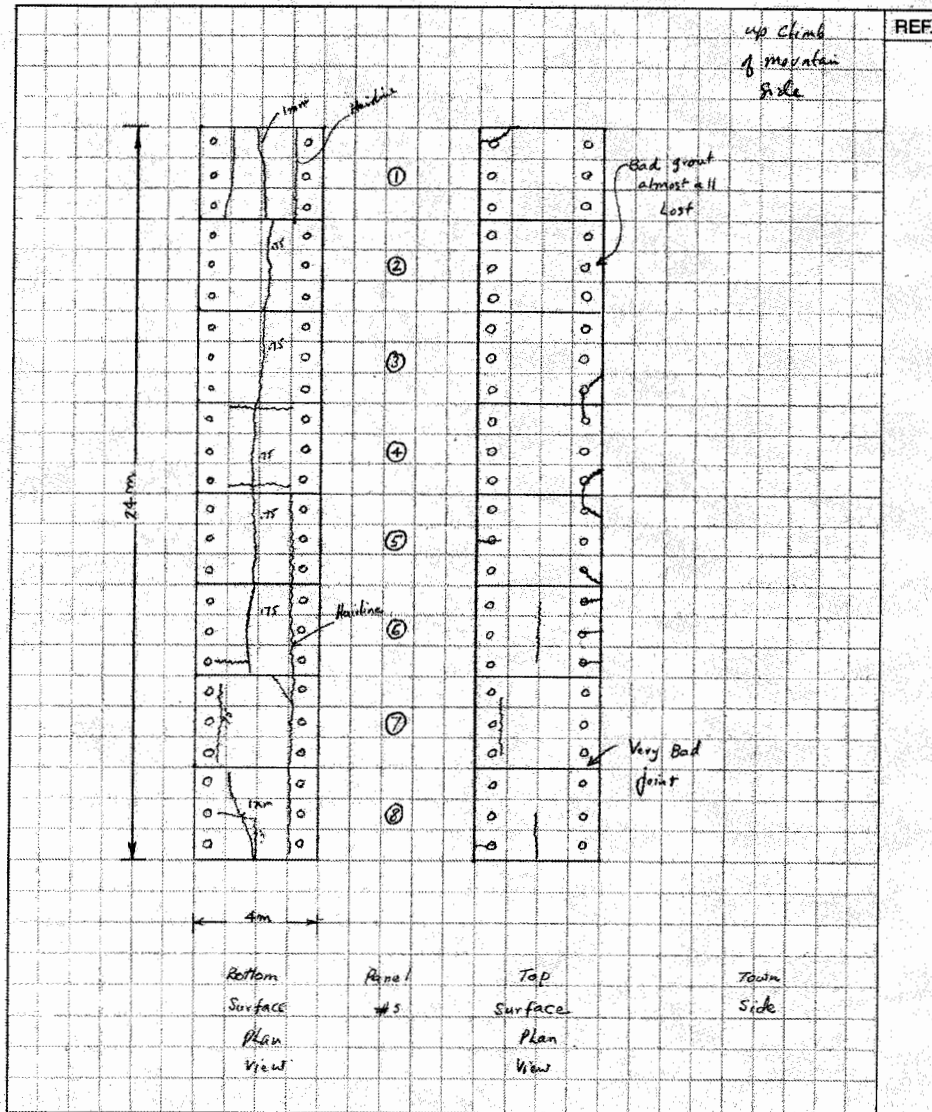 REF.
up climb
of mountain
side
1mm
Hairline
Bad grout
almost all
Lost
①
②
③
④
⑤
⑥
⑦
⑧
.75
.75
.75
.75
.75
.75
Hairline
24 m
1mm
Very Bad
joint
4m
Bottom
Surface
Plan
View
Panel
#5
Top
Surface
Plan
View
Town
Side